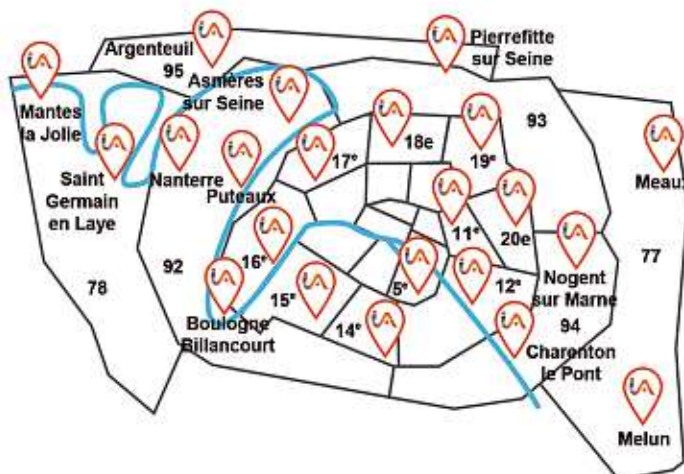 Argenteuil
95
Pierrefitte
sur Seine
Asnières
sur Seine
Mantes
la Jolie
93
18e
17e
19e
Saint
Germain
en Laye
Nanterre
Puteaux
Meaux
11e
20e
92
16e
78
77
Nogent
sur Marne
5e
12e
15e
14e
94
Boulogne
Billancourt
Charenton
le Pont
Melun